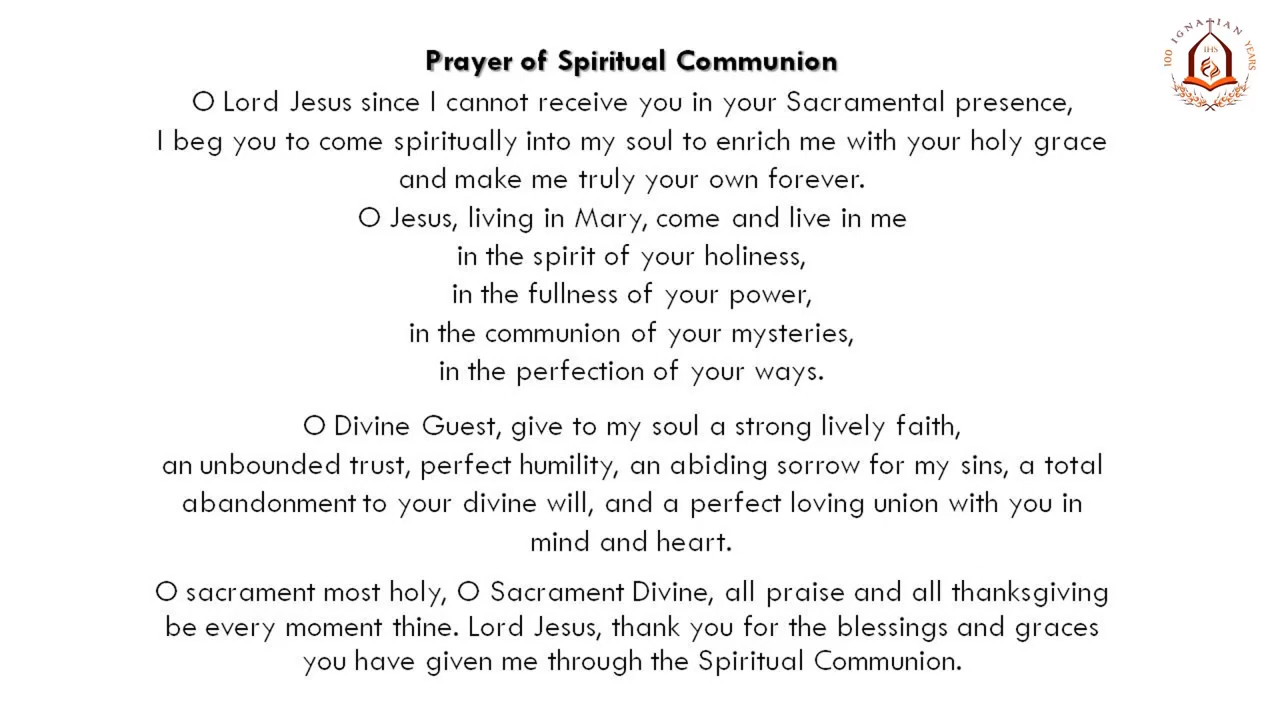 Prayer of Spiritual Communion
O Lord Jesus since I cannot receive you in your Sacramental presence,
I beg you to come spiritually into my soul to enrich me with your holy grace
and make me truly your own forever.
O Jesus, living in Mary, come and live in me
in the spirit of your holiness,
in the fullness of your power,
in the communion of your mysteries,
in the perfection of your ways.
O Divine Guest, give to my soul a strong lively faith,
an unbounded trust, perfect humility, an abiding sorrow for my sins, a total
abandonment to your divine will, and a perfect loving union with you in
mind and heart.
O sacrament most holy, O Sacrament Divine, all praise and all thanksgiving
be every moment thine. Lord Jesus, thank you for the blessings and graces
you have given me through the Spiritual Communion.
100 IGNATIAN YEARS
IHS